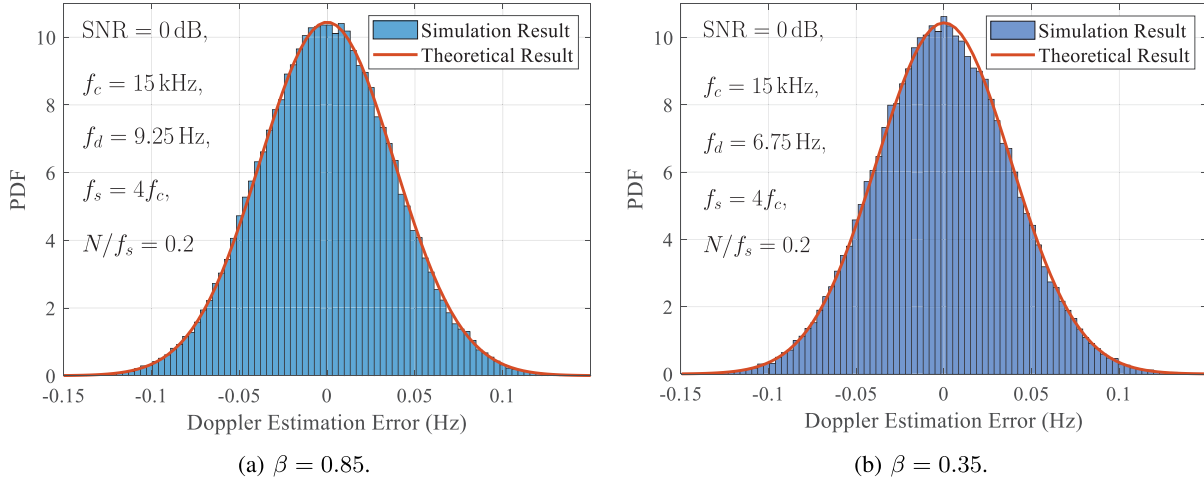 SNR = 0 dB,
f_c = 15 kHz,
f_d = 9.25 Hz,
f_s = 4f_c,
N/f_s = 0.2
Simulation Result
Theoretical Result
PDF
10
8
6
4
2
0
-0.15
-0.1
-0.05
0
0.05
0.1
Doppler Estimation Error (Hz)
(a) β = 0.85.
SNR = 0 dB,
f_c = 15 kHz,
f_d = 6.75 Hz,
f_s = 4f_c,
N/f_s = 0.2
Simulation Result
Theoretical Result
PDF
10
8
6
4
2
0
-0.15
-0.1
-0.05
0
0.05
0.1
Doppler Estimation Error (Hz)
(b) β = 0.35.